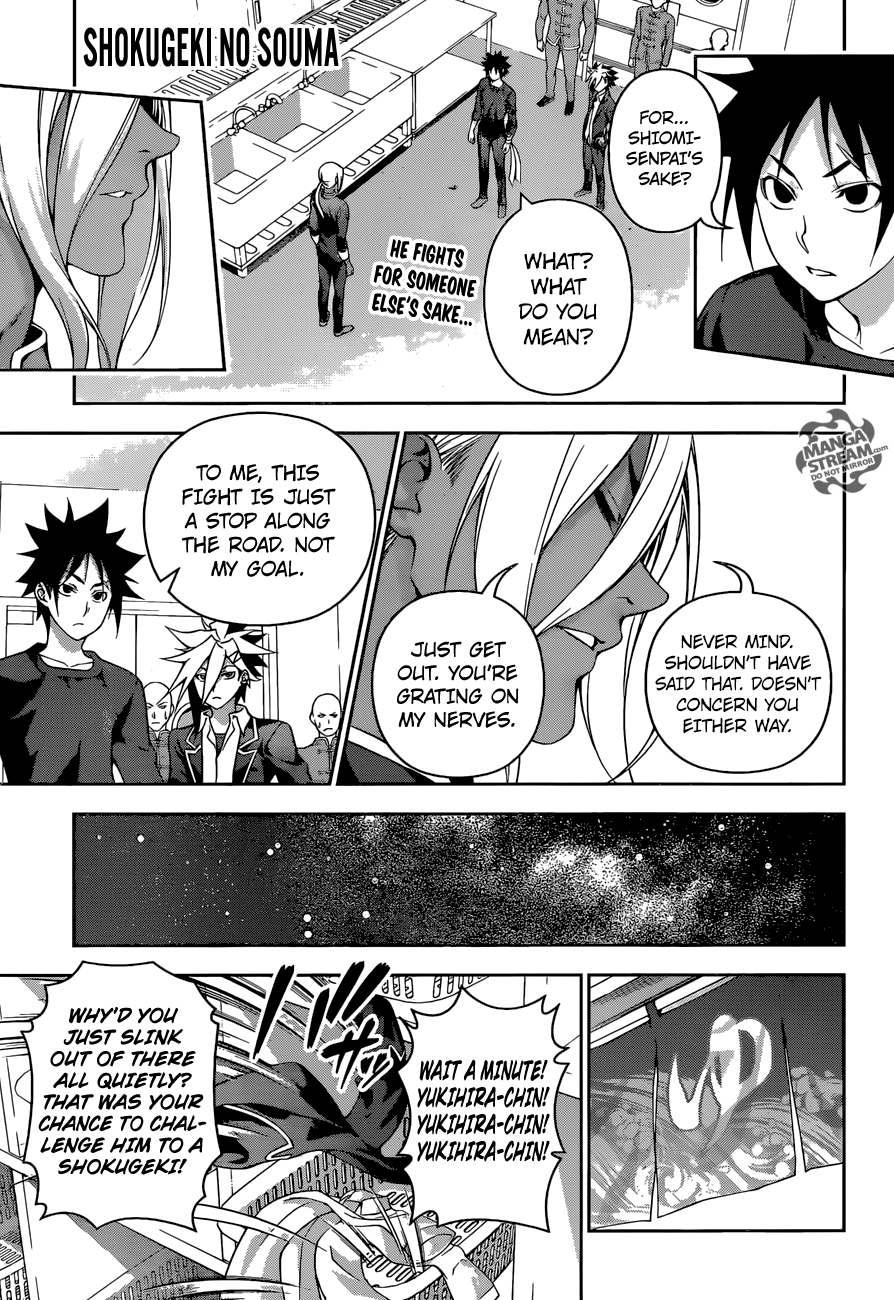 SHOKUGEKI NO SOUMA
FOR...
SHIOMI-
SENPAI'S
SAKE?
WHAT?
WHAT
DO YOU
MEAN?
HE FIGHTS
FOR SOMEONE
ELSE'S SAKE...
MANGA
STREAM.com
DO NOT MIRROR
NEVER MIND.
SHOULDN'T HAVE
SAID THAT. DOESN'T
CONCERN YOU
EITHER WAY.
JUST GET
OUT. YOU'RE
GRATING ON
MY NERVES.
TO ME, THIS
FIGHT IS JUST
A STOP ALONG
THE ROAD. NOT
MY GOAL.
WAIT A MINUTE!
YUKIHIRA-CHIN!
YUKIHIRA-CHIN!
YUKIHIRA-CHIN!
WHY'D YOU
JUST SLINK
OUT OF THERE
ALL QUIETLY?
THAT WAS YOUR
CHANCE TO CHAL-
LENGE HIM TO A
SHOKUGEKI!